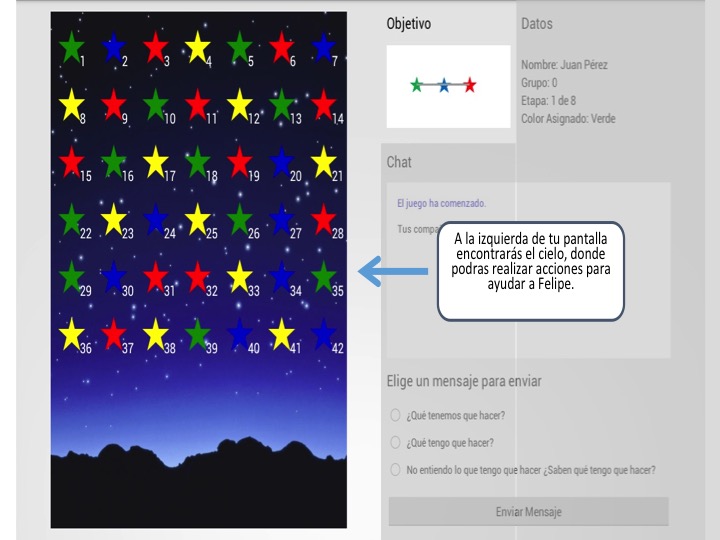 1 2 3 4 5 6 7
8 9 10 11 12 13 14
15 16 17 18 19 20 21
22 23 24 25 26 27 28
29 30 31 32 33 34 35
36 37 38 39 40 41 42
Objetivo
Datos
Nombre: Juan Pérez
Grupo: 0
Etapa: 1 de 8
Color Asignado: Verde
Chat
El juego ha comenzado.
Tus
A la izquierda de tu pantalla
encontrarás el cielo, donde
podras realizar acciones para
ayudar a Felipe.
Elige un mensaje para enviar
¿Qué tenemos que hacer?
¿Qué tengo que hacer?
No entiendo lo que tengo que hacer ¿Saben qué tengo que hacer?
Enviar Mensaje